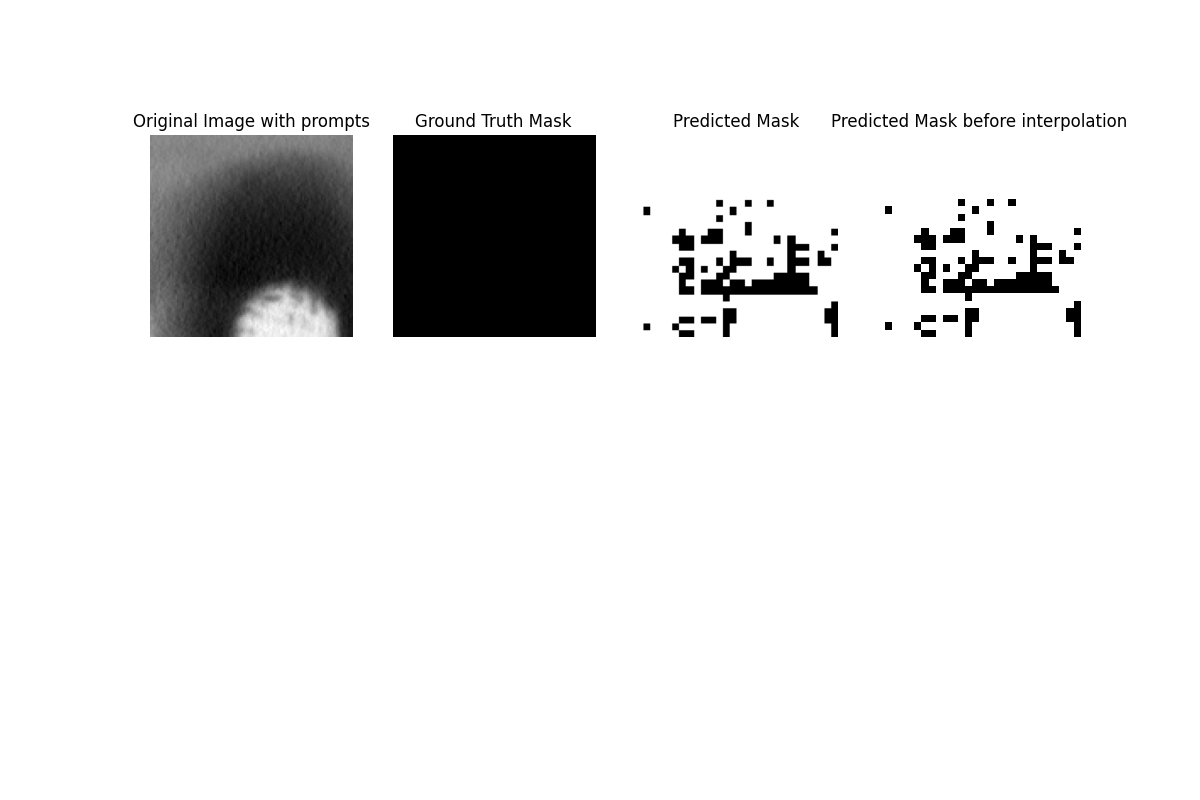 Original Image with prompts
Ground Truth Mask
Predicted Mask
Predicted Mask before interpolation